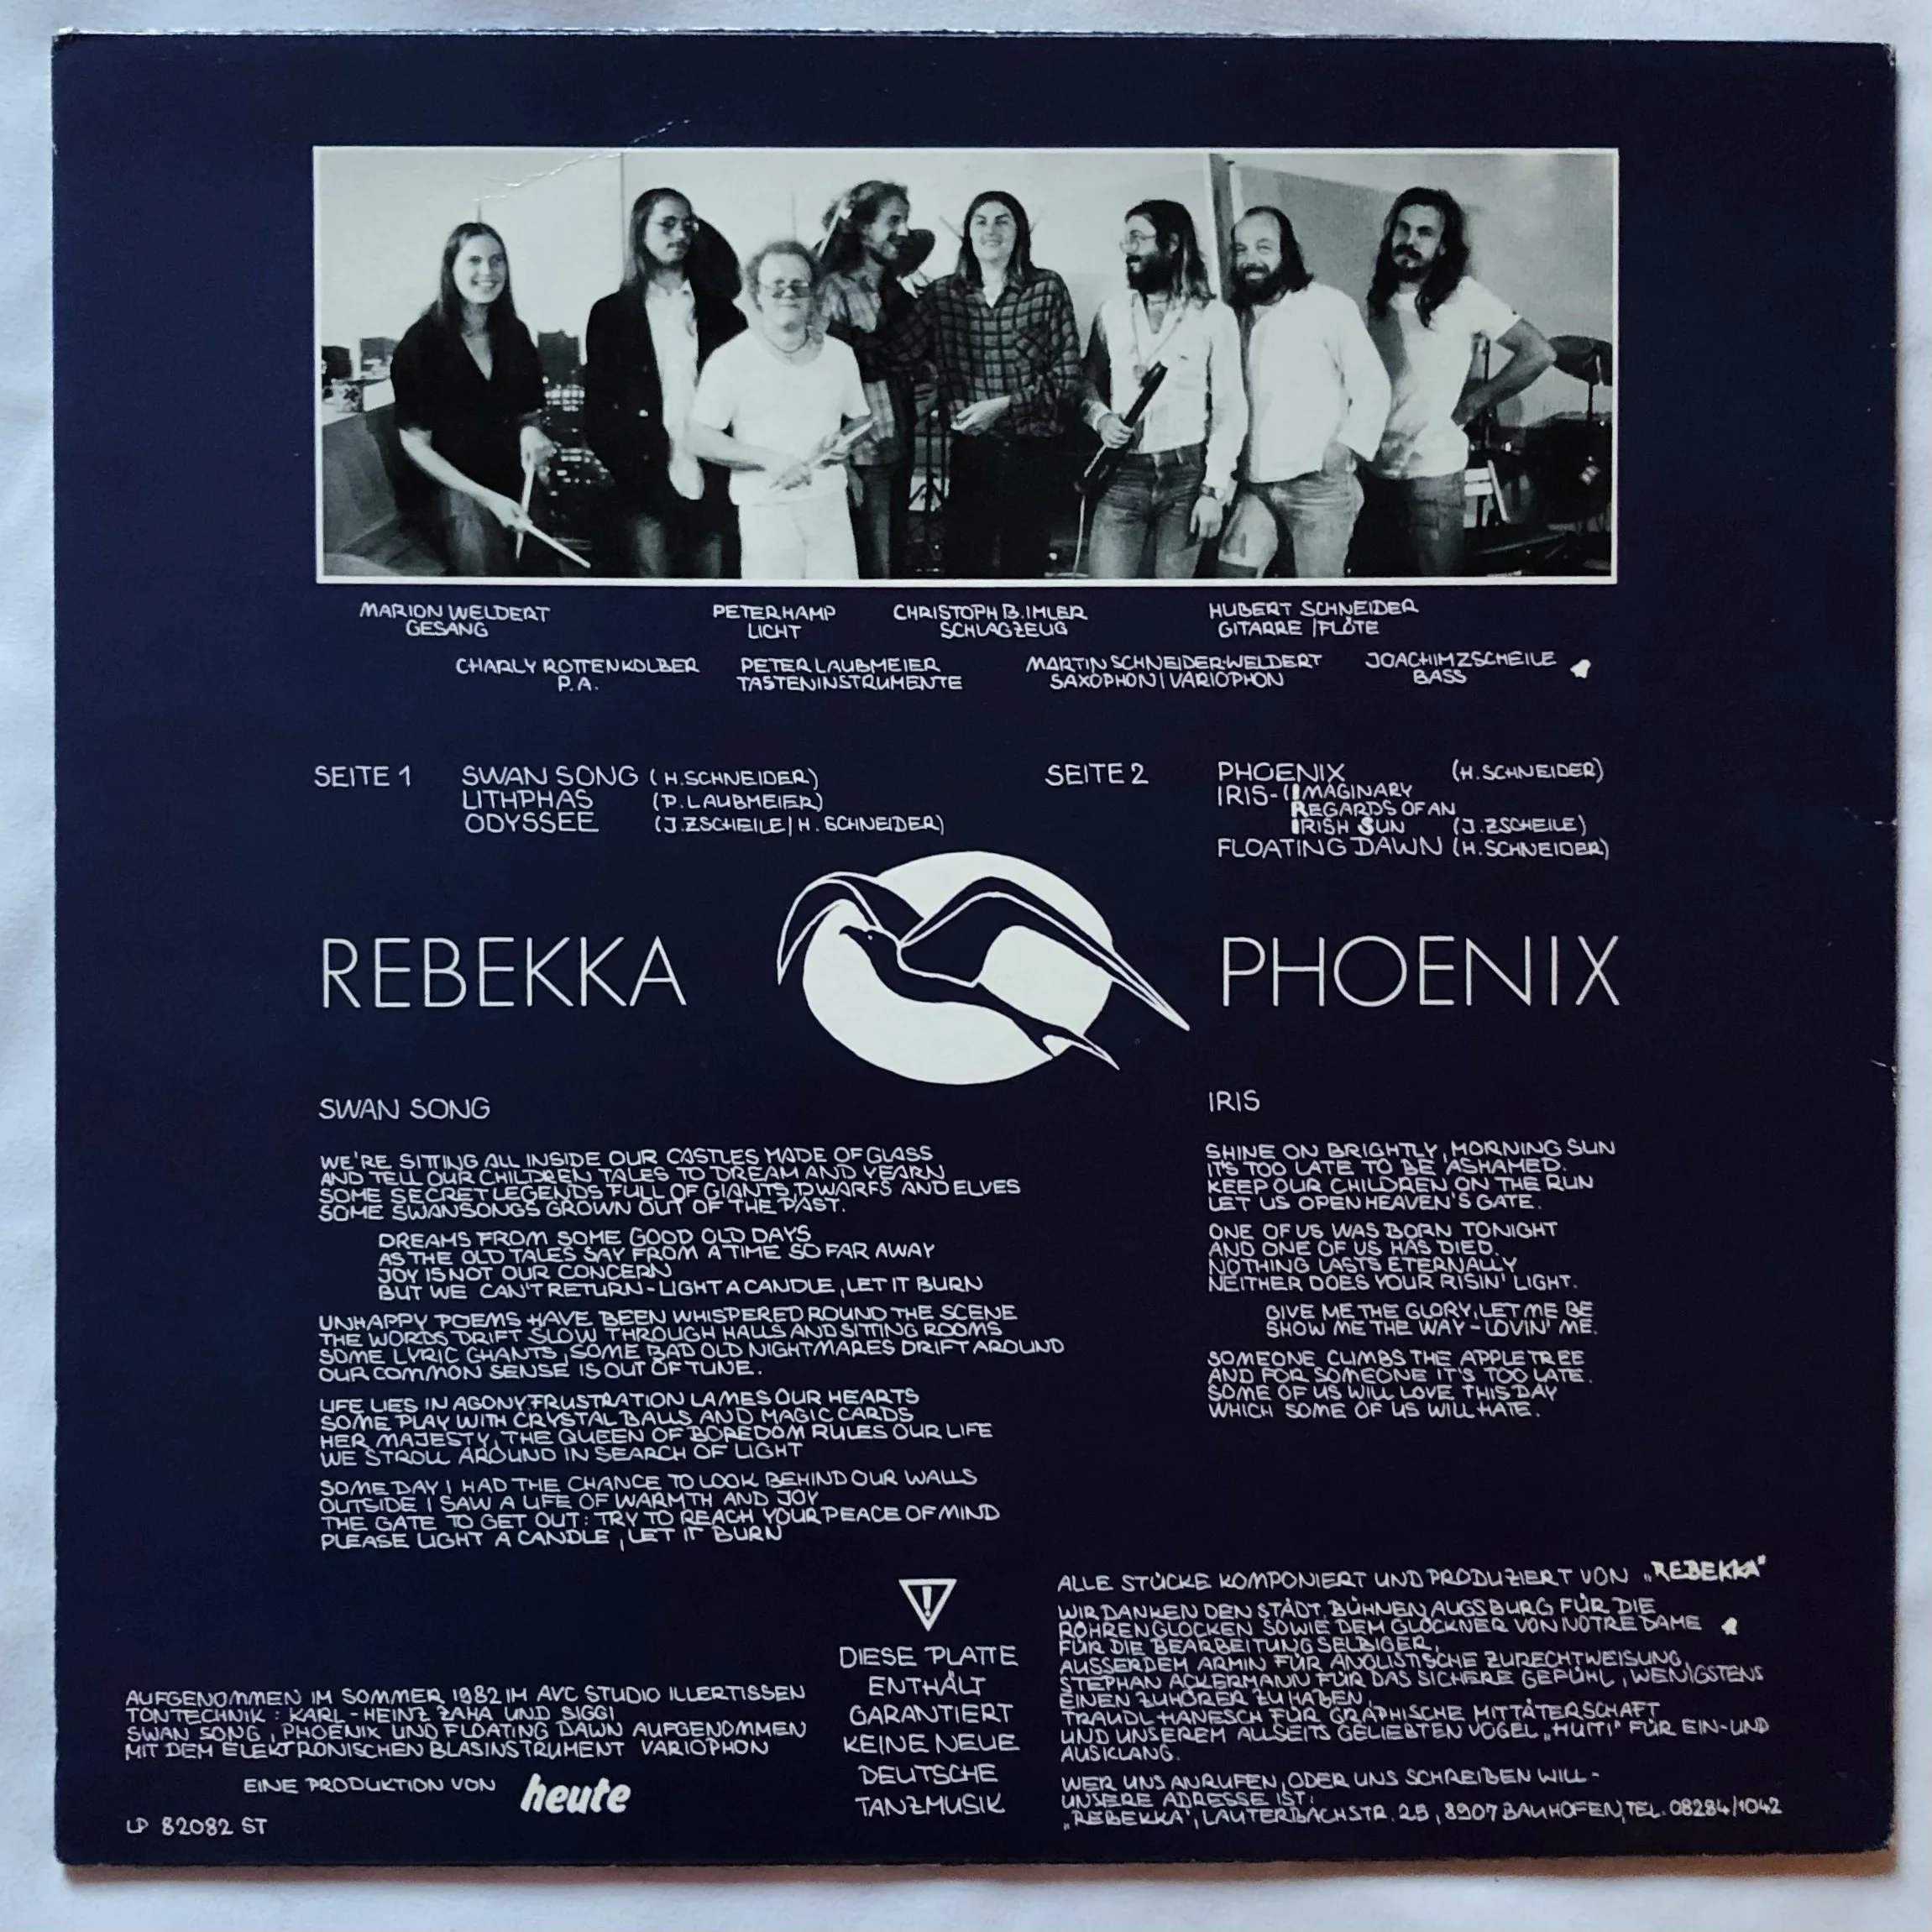 MARION WELDERT
GESANG
PETER HAMP
LICHT
CHRISTOPH B. IMLER
SCHLAGZEUG
HUBERT SCHNEIDER
GITARRE / FLÖTE
CHARLY ROTTENKOLBER
P.A.
PETER LAUBMEIER
TASTENINSTRUMENTE
MARTIN SCHNEIDER-WELDERT
SAXOPHON / VARIOPHON
JOACHIM ZSCHEILE
BASS
SEITE 1
SWAN SONG (H. SCHNEIDER)
LITHPHAS (P. LAUBMEIER)
ODYSSEE (J. ZSCHEILE / H. SCHNEIDER)
SEITE 2
PHOENIX (H. SCHNEIDER)
IRIS-(IMAGINARY
REGARDS OF AN
IRISH SUN (J. ZSCHEILE)
FLOATING DAWN (H. SCHNEIDER)
REBEKKA
PHOENIX
SWAN SONG
WE'RE SITTING ALL INSIDE OUR CASTLES MADE OF GLASS
AND TELL OUR CHILDREN TALES TO DREAM AND YEARN
SOME SECRET LEGENDS FULL OF GIANTS, DWARFS AND ELVES
SOME SWANSONGS GROWN OUT OF THE PAST.
DREAMS FROM SOME GOOD OLD DAYS
AS THE OLD TALES SAY FROM A TIME SO FAR AWAY
JOY IS NOT OUR CONCERN
BUT WE CAN'T RETURN - LIGHT A CANDLE, LET IT BURN
UNHAPPY POEMS HAVE BEEN WHISPERED ROUND THE SCENE
THE WORDS DRIFT SLOW THROUGH HALLS AND SITTING ROOMS
SOME LYRIC CHANTS, SOME BAD OLD NIGHTMARES DRIFT AROUND
OUR COMMON SENSE IS OUT OF TUNE.
LIFE LIES IN AGONY, FRUSTRATION LAMES OUR HEARTS
SOME PLAY WITH CRYSTAL BALLS AND MAGIC CARDS
HER MAJESTY, THE QUEEN OF BOREDOM RULES OUR LIFE
WE STROLL AROUND IN SEARCH OF LIGHT
SOME DAY I HAD THE CHANCE TO LOOK BEHIND OUR WALLS
OUTSIDE I SAW A LIFE OF WARMTH AND JOY
THE GATE TO GET OUT: TRY TO REACH YOUR PEACE OF MIND
PLEASE LIGHT A CANDLE, LET IT BURN
IRIS
SHINE ON BRIGHTLY, MORNING SUN
IT'S TOO LATE TO BE ASHAMED.
KEEP OUR CHILDREN ON THE RUN
LET US OPEN HEAVEN'S GATE.
ONE OF US WAS BORN TONIGHT
AND ONE OF US HAS DIED.
NOTHING LASTS ETERNALLY
NEITHER DOES YOUR RISIN' LIGHT.
GIVE ME THE GLORY, LET ME BE
SHOW ME THE WAY - LOVIN' ME.
SOMEONE CLIMBS THE APPLETREE
AND FOR SOMEONE IT'S TOO LATE.
SOME OF US WILL LOVE THIS DAY
WHICH SOME OF US WILL HATE.
AUFGENOMMEN IM SOMMER 1982 IM AVC STUDIO ILLERTISSEN
TONTECHNIK: KARL-HEINZ ZAHA UND SIGGI
SWAN SONG, PHOENIX UND FLOATING DAWN AUFGENOMMEN
MIT DEM ELEKTRONISCHEN BLASINSTRUMENT VARIOPHON
EINE PRODUKTION VON heute
LP 82082 ST
!
DIESE PLATTE
ENTHÄLT
GARANTIERT
KEINE NEUE
DEUTSCHE
TANZMUSIK
ALLE STÜCKE KOMPONIERT UND PRODUZIERT VON „REBEKKA"
WIR DANKEN DEN STÄDT. BÜHNEN AUGSBURG FÜR DIE
RÖHRENGLOCKEN SOWIE DEM GLÖCKNER VON NOTRE DAME
FÜR DIE BEARBEITUNG SELBIGER,
AUSSERDEM ARMIN FÜR ANGLISTISCHE ZURECHTWEISUNG,
STEPHAN ACKERMANN FÜR DAS SICHERE GEFÜHL, WENIGSTENS
EINEN ZUHÖRER ZU HABEN,
TRAUDL HANESCH FÜR GRAPHISCHE MITTÄTERSCHAFT
UND UNSEREM ALLSEITS GELIEBTEN VOGEL „HUITI" FÜR EIN- UND
AUSKLANG.
WER UNS ANRUFEN, ODER UNS SCHREIBEN WILL -
UNSERE ADRESSE IST:
„REBEKKA", LAUTERBACHSTR. 25, 8907 BAUHOFEN, TEL. 08284/1042